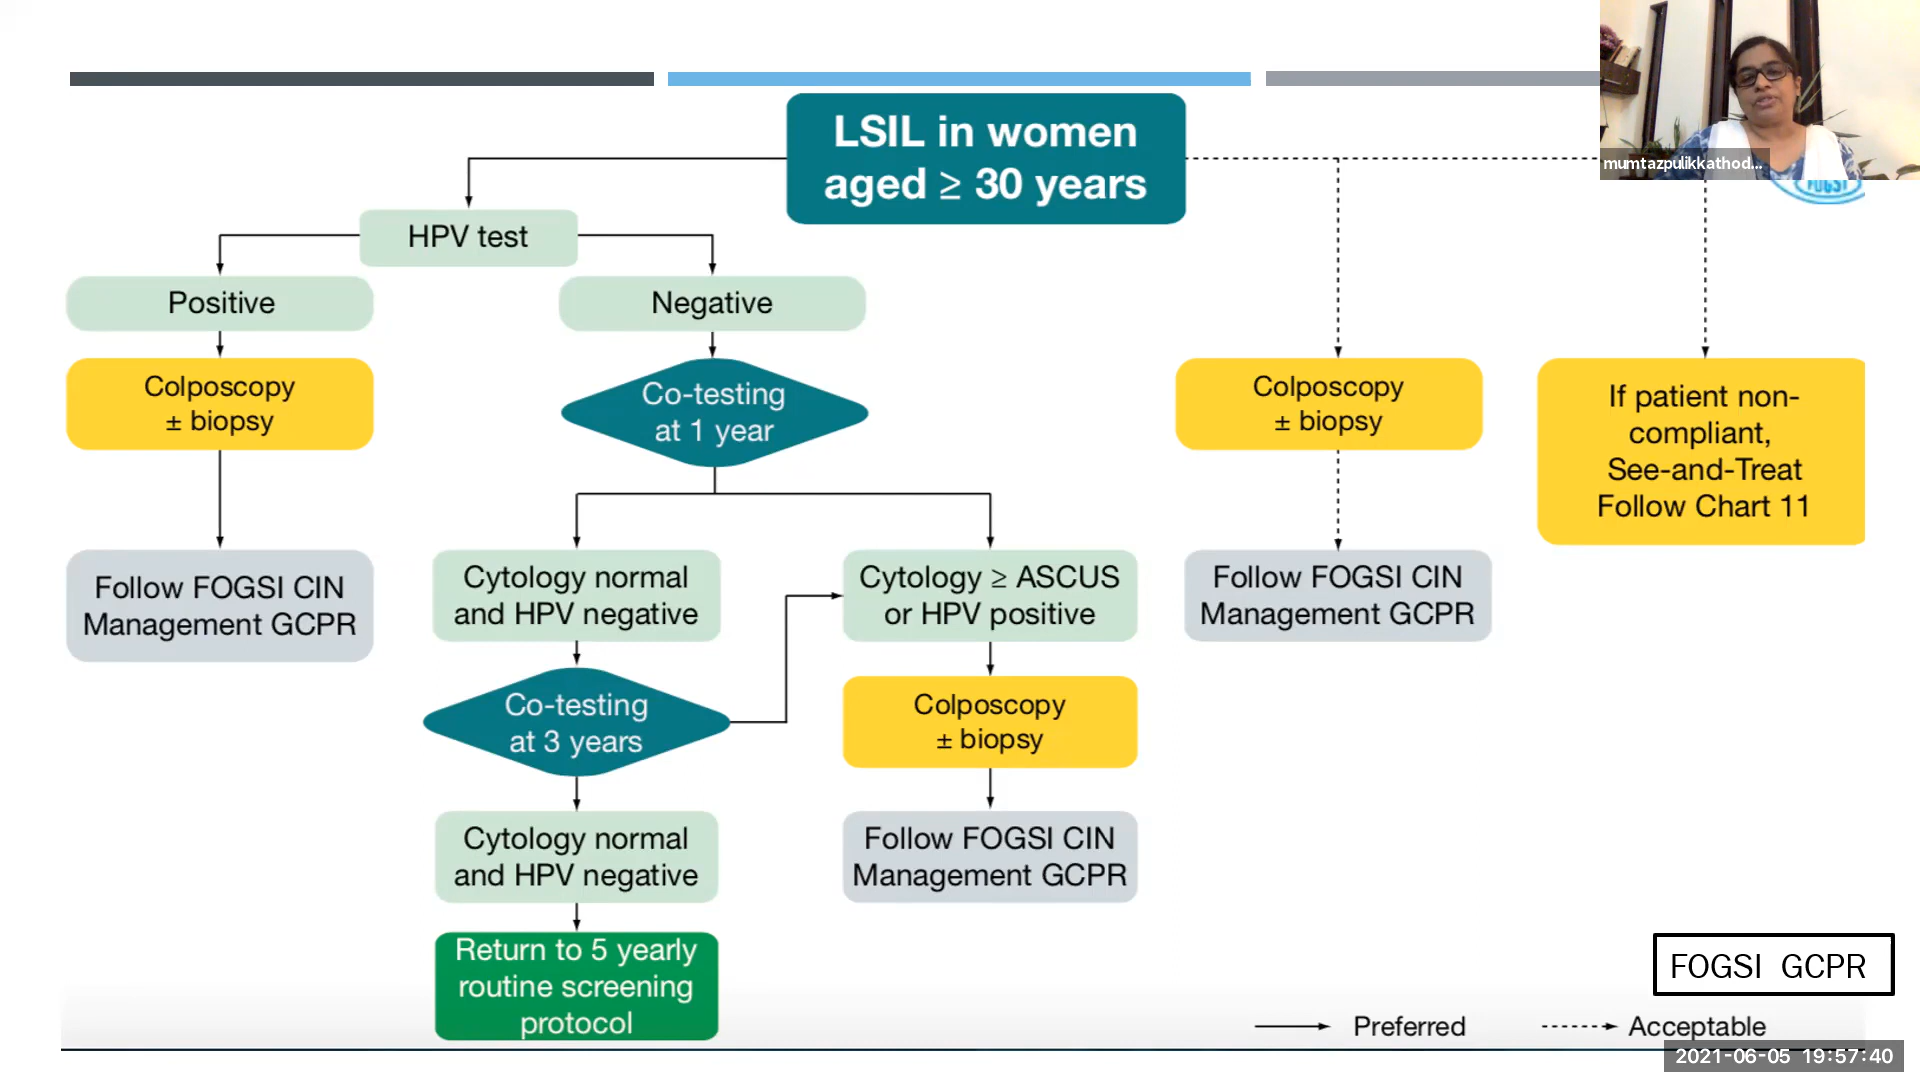 LSIL in women
aged ≥ 30 years
mumtazpulikkathod...
FOGSI
HPV test
Positive
Negative
Colposcopy
± biopsy
Co-testing
at 1 year
Colposcopy
± biopsy
If patient non-
compliant,
See-and-Treat
Follow Chart 11
Follow FOGSI CIN
Management GCPR
Cytology normal
and HPV negative
Cytology ≥ ASCUS
or HPV positive
Follow FOGSI CIN
Management GCPR
Co-testing
at 3 years
Colposcopy
± biopsy
Cytology normal
and HPV negative
Follow FOGSI CIN
Management GCPR
Return to 5 yearly
routine screening
protocol
FOGSI GCPR
Preferred
Acceptable
2021-06-05 19:57:40